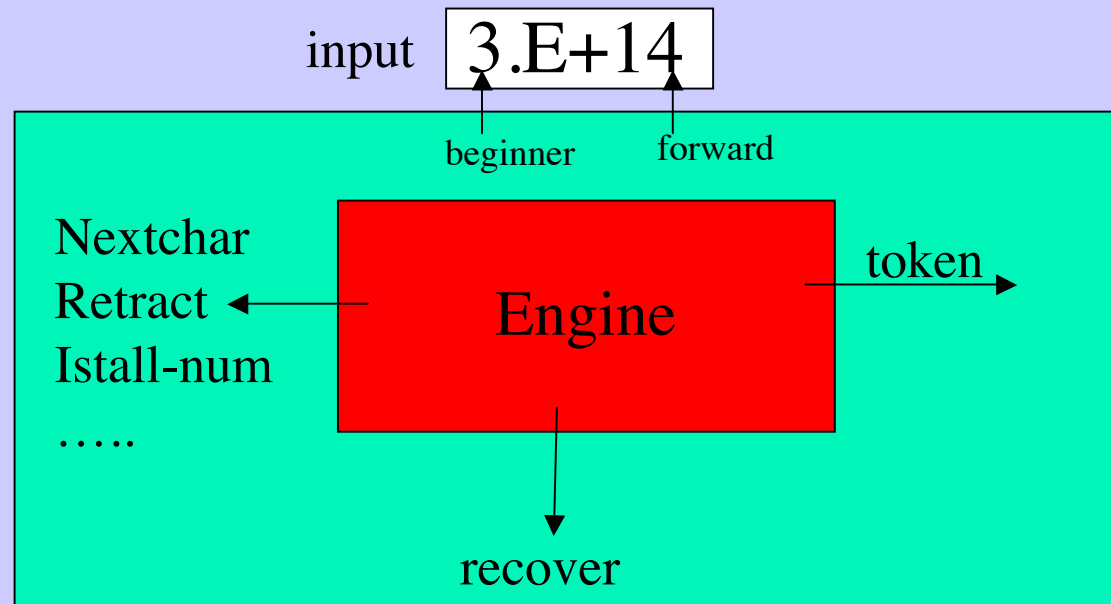 input 3.E+14
beginner forward
Nextchar
Retract
Istall-num
…..
Engine
token
recover